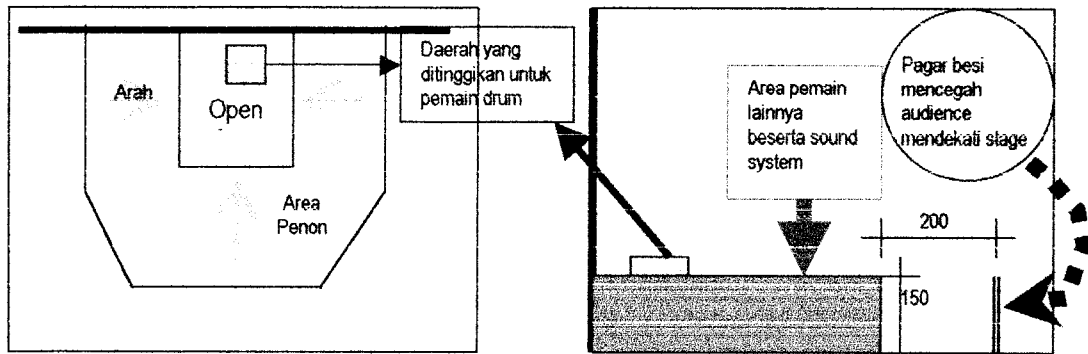 Arah
Open
Area
Penon
Daerah yang
ditinggikan untuk
pemain drum
Area pemain
lainnya
beserta sound
system
Pagar besi
mencegah
audience
mendekati stage
200
150